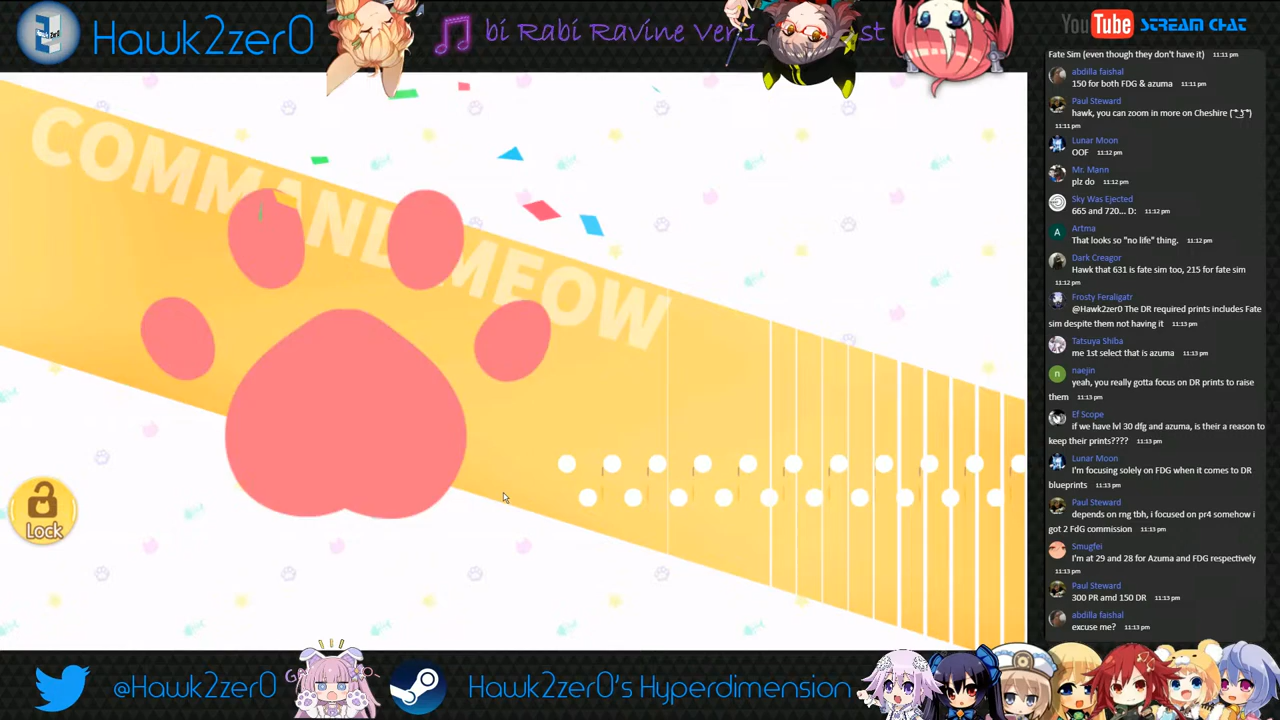 Hawk2zer0
bi Rabi Ravine Ver.1
st
You Tube STREAM CHAT
COMMAND MEOW
Lock
Fate Sim (even though they don't have it) 11:11 pm
abdilla faishal
150 for both FDG & azuma 11:11 pm
Paul Steward
hawk, you can zoom in more on Cheshire ( ͡° ͜ʖ ͡°)
11:11 pm
Lunar Moon
OOF 11:12 pm
Mr. Mann
plz do 11:12 pm
Sky Was Ejected
665 and 720... D: 11:12 pm
A
Artma
That looks so "no life" thing. 11:12 pm
Dark Creagor
Hawk that 631 is fate sim too, 215 for fate sim
11:12 pm
Frosty Feraligatr
@Hawk2zer0 The DR required prints includes Fate
sim despite them not having it) 11:13 pm
Tatsuya Shiba
me 1st select that is azuma 11:13 pm
n
naejin
yeah, you really gotta focus on DR prints to raise
them 11:13 pm
Ef Scope
if we have lvl 30 dfg and azuma, is their a reason to
keep their prints???? 11:13 pm
Lunar Moon
I'm focusing solely on FDG when it comes to DR
blueprints 11:13 pm
Paul Steward
depends on rng tbh, i focused on pr4 somehow i
got 2 FdG commission 11:13 pm
Smugfei
I'm at 29 and 28 for Azuma and FDG respectively
11:13 pm
Paul Steward
300 PR amd 150 DR 11:13 pm
abdilla faishal
excuse me? 11:13 pm
@Hawk2zer0
Hawk2zer0's Hyperdimension